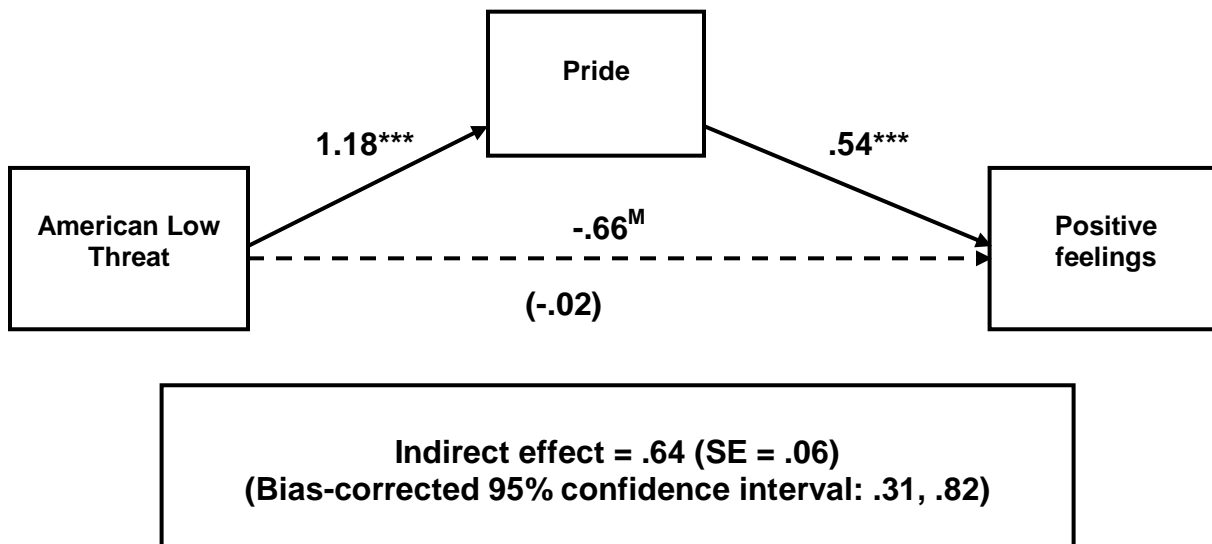 Pride
1.18***
.54***
American Low
Threat
-.66ᴹ
Positive
feelings
(-.02)
Indirect effect = .64 (SE = .06)
(Bias-corrected 95% confidence interval: .31, .82)